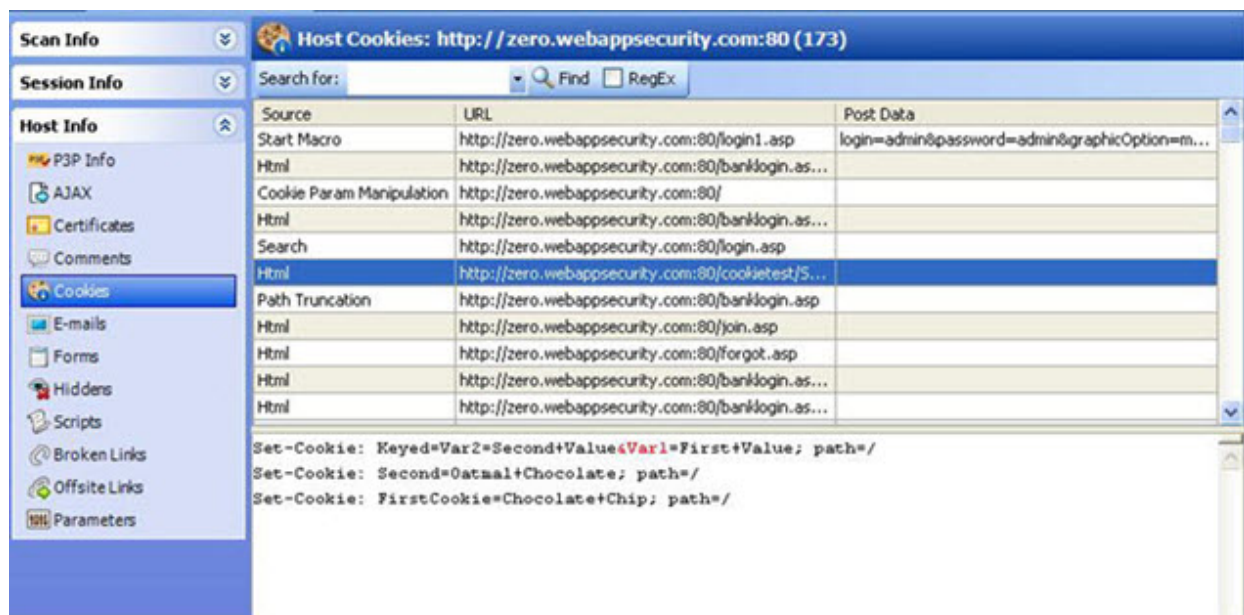 Scan Info
Session Info
Host Info
P3P Info
AJAX
Certificates
Comments
Cookies
E-mails
Forms
Hiddens
Scripts
Broken Links
Offsite Links
Parameters
Host Cookies: http://zero.webappsecurity.com:80 (173)
Search for: Find RegEx
Source URL Post Data
Start Macro http://zero.webappsecurity.com:80/login1.asp login=admin&password=admin&graphicOption=m...
Html http://zero.webappsecurity.com:80/banklogin.as...
Cookie Param Manipulation http://zero.webappsecurity.com:80/
Html http://zero.webappsecurity.com:80/banklogin.as...
Search http://zero.webappsecurity.com:80/login.asp
Html http://zero.webappsecurity.com:80/cookietest/S...
Path Truncation http://zero.webappsecurity.com:80/banklogin.asp
Html http://zero.webappsecurity.com:80/join.asp
Html http://zero.webappsecurity.com:80/forgot.asp
Html http://zero.webappsecurity.com:80/banklogin.as...
Html http://zero.webappsecurity.com:80/banklogin.as...
Set-Cookie: Keyed=Var2=Second+Value&Var1=First+Value; path=/
Set-Cookie: Second=Oatmal+Chocolate; path=/
Set-Cookie: FirstCookie=Chocolate+Chip; path=/